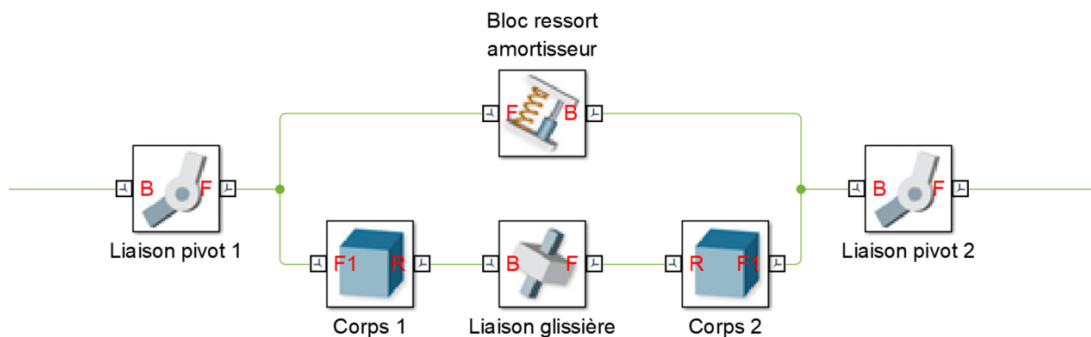 Bloc ressort
amortisseur
F B
B F
Liaison pivot 1
B F
Liaison pivot 2
F1 R
Corps 1
B F
Liaison glissière
R F1
Corps 2